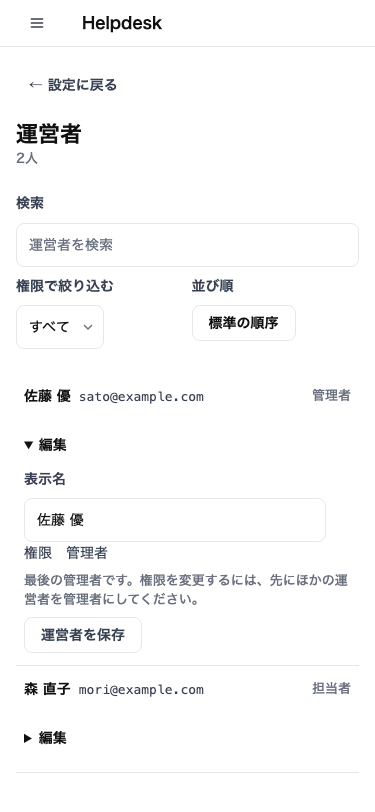 Helpdesk
← 設定に戻る
運営者
2人
検索
運営者を検索
権限で絞り込む 並び順
すべて 標準の順序
佐藤 優 sato@example.com 管理者
▼ 編集
表示名
佐藤 優
権限 管理者
最後の管理者です。権限を変更するには、先にほかの運
営者を管理者にしてください。
運営者を保存
森 直子 mori@example.com 担当者
▶ 編集